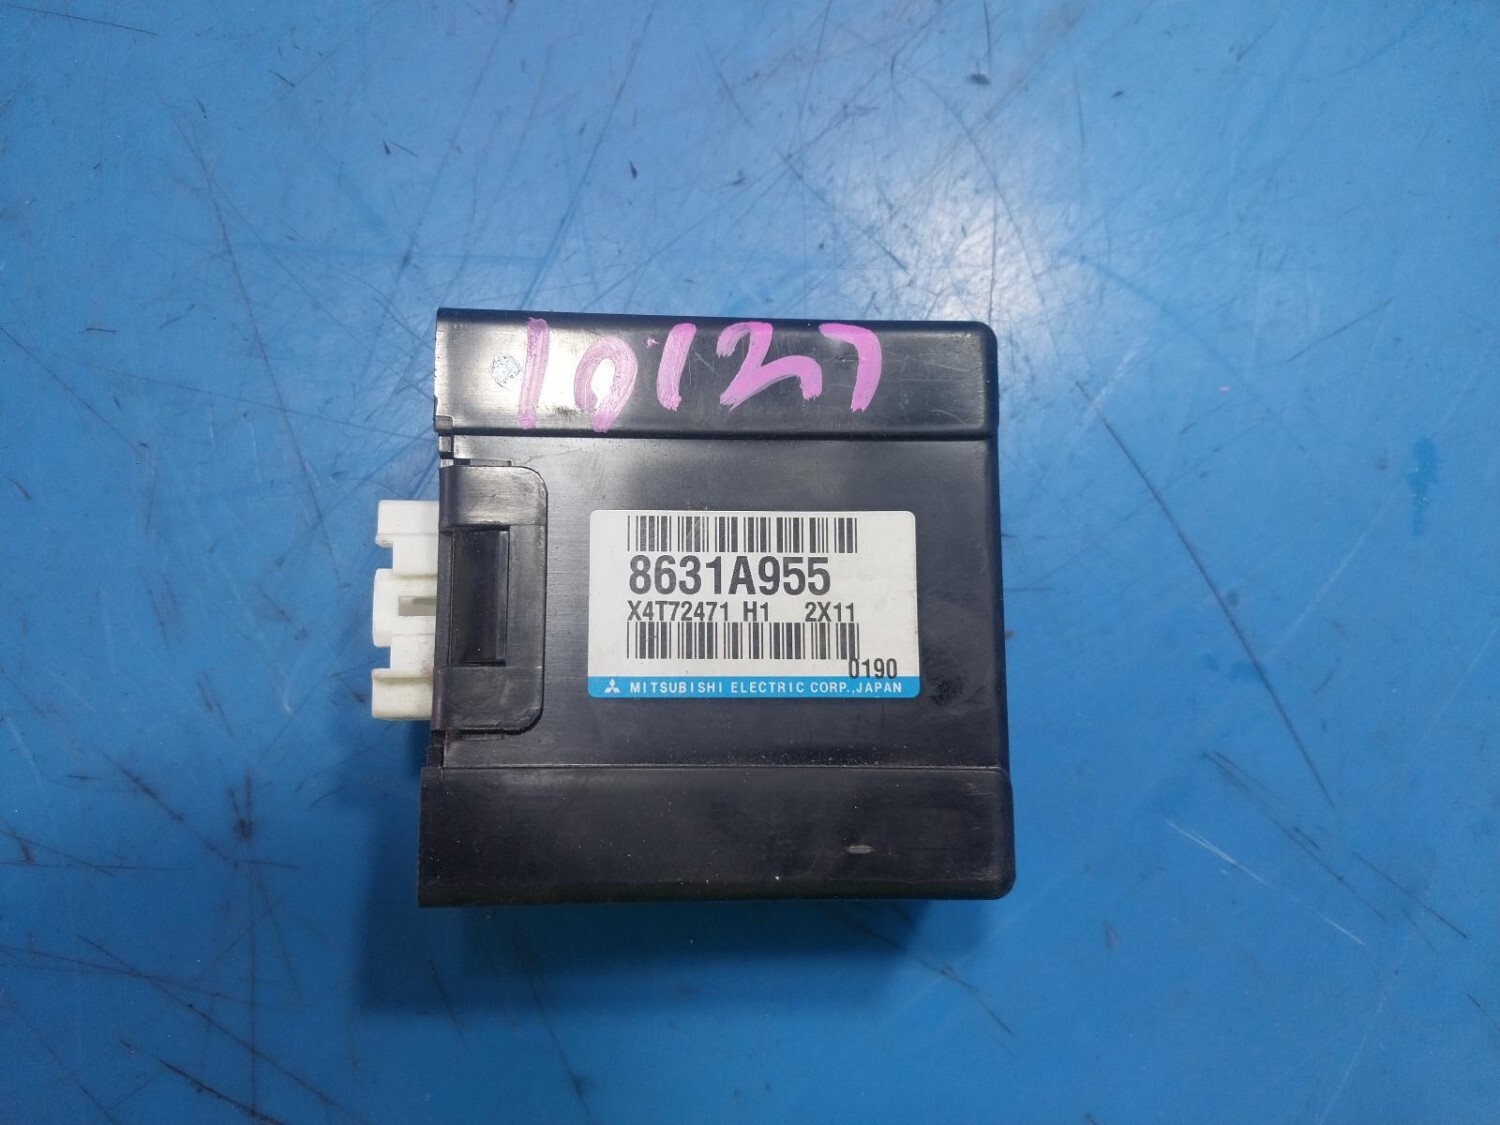 10127
8631A955
X4T72471 H1 2X11
0190
MITSUBISHI ELECTRIC CORP., JAPAN